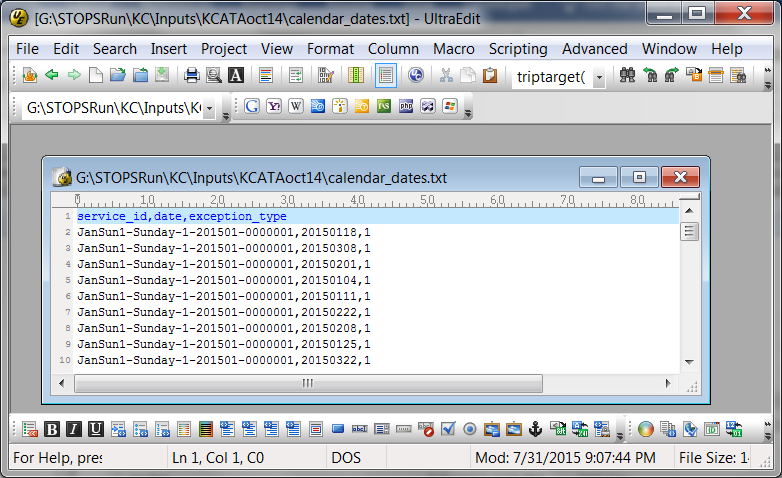 [G:\STOPSRun\KC\Inputs\KCATAoct14\calendar_dates.txt] - UltraEdit
File Edit Search Insert Project View Format Column Macro Scripting Advanced Window Help
triptarget(
G:\STOPSRun\KC\Inputs\K
G:\STOPSRun\KC\Inputs\KCATAoct14\calendar_dates.txt
0 10 20 30 40 50 60 70 80
1 service_id,date,exception_type
2 JanSun1-Sunday-1-201501-0000001,20150118,1
3 JanSun1-Sunday-1-201501-0000001,20150308,1
4 JanSun1-Sunday-1-201501-0000001,20150201,1
5 JanSun1-Sunday-1-201501-0000001,20150104,1
6 JanSun1-Sunday-1-201501-0000001,20150111,1
7 JanSun1-Sunday-1-201501-0000001,20150222,1
8 JanSun1-Sunday-1-201501-0000001,20150208,1
9 JanSun1-Sunday-1-201501-0000001,20150125,1
10 JanSun1-Sunday-1-201501-0000001,20150322,1
B I U
For Help, pres Ln 1, Col 1, C0 DOS Mod: 7/31/2015 9:07:44 PM File Size: 1